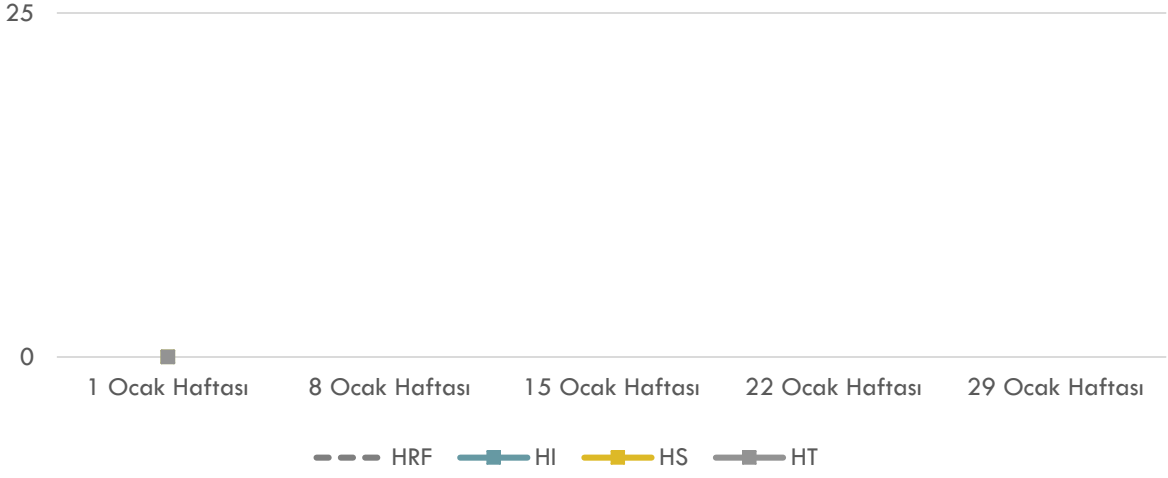 25
0
1 Ocak Haftası 8 Ocak Haftası 15 Ocak Haftası 22 Ocak Haftası 29 Ocak Haftası
HRF HI HS HT